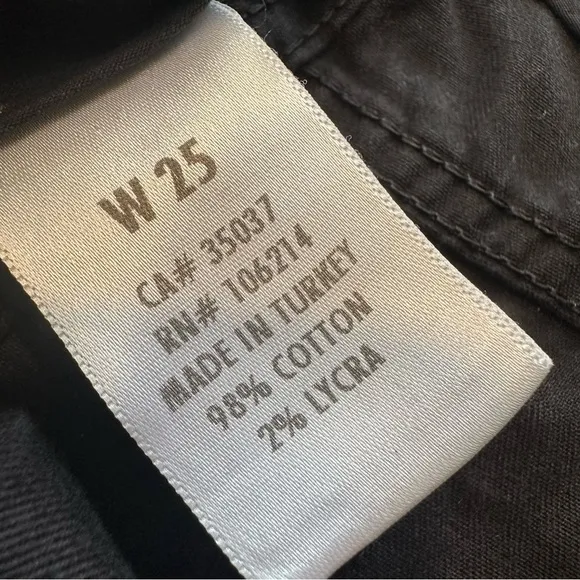 W 25
CA# 35037
RN# 106214
MADE IN TURKEY
98% COTTON
2% LYCRA